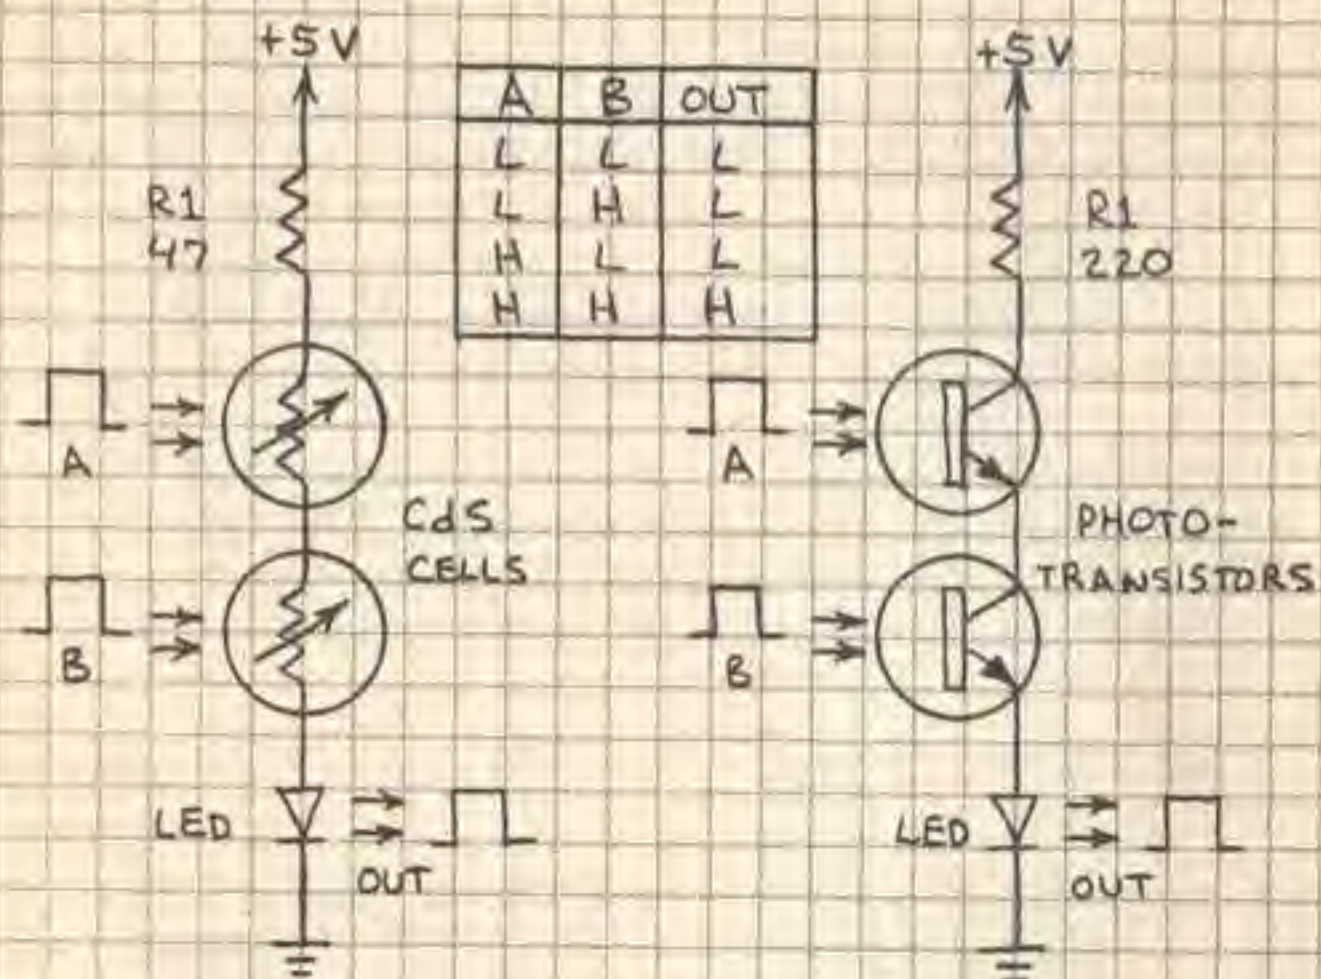 +5V
A B OUT
L L L
L H L
H L L
H H H
+5V
R1
47
R1
220
A
A
CdS
CELLS
PHOTO-
TRANSISTORS
B
B
LED
OUT
LED
OUT